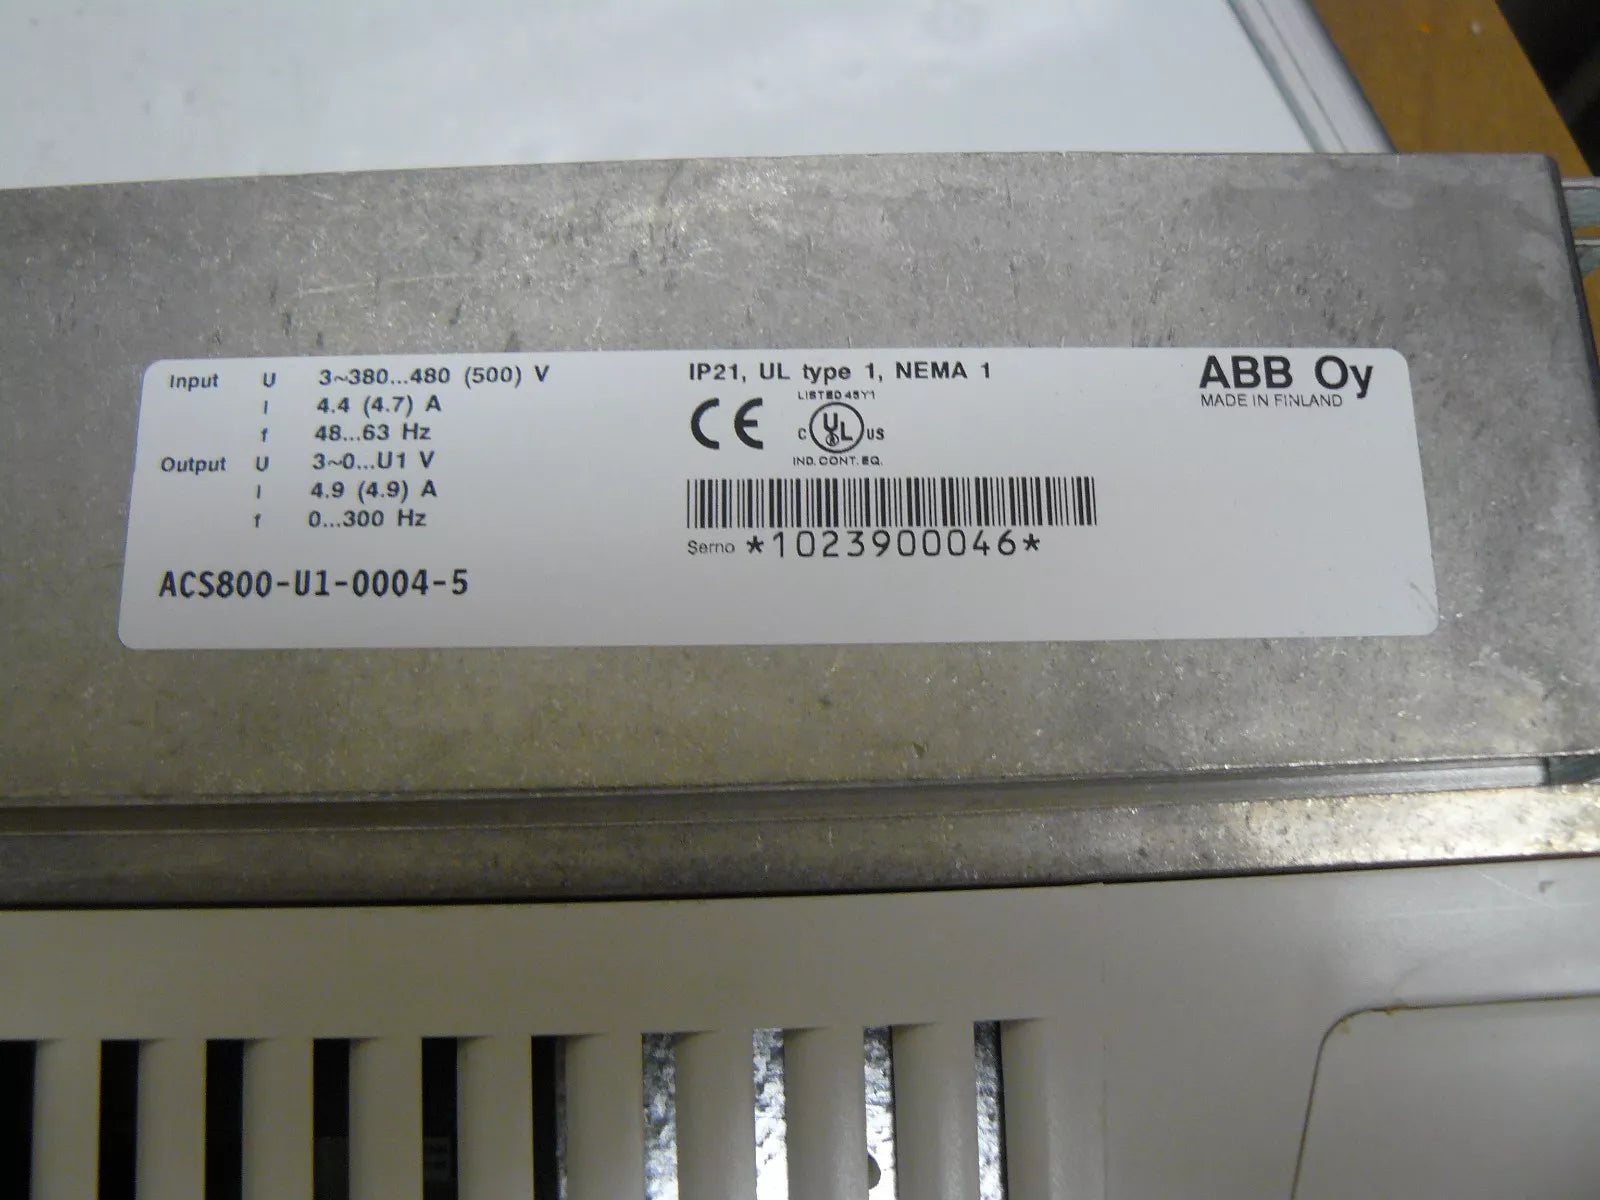 Input U 3~380...480 (500) V
I 4.4 (4.7) A
f 48...63 Hz
Output U 3~0...U1 V
I 4.9 (4.9) A
f 0...300 Hz
ACS800-U1-0004-5
IP21, UL type 1, NEMA 1
CE
LISTED 45Y1
C UL US
IND. CONT. EQ.
Serno *1023900046*
ABB Oy
MADE IN FINLAND